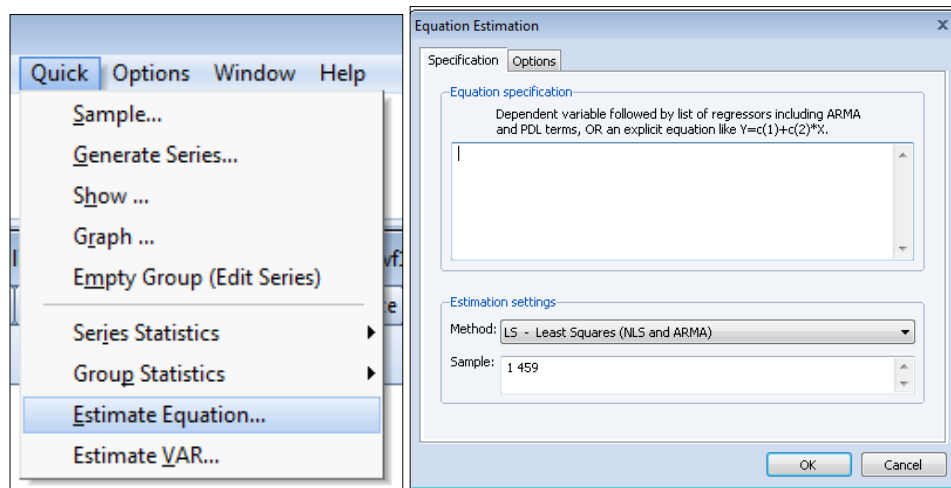 Quick Options Window Help
Sample...
Generate Series...
Show ...
Graph ...
Empty Group (Edit Series)
Series Statistics
Group Statistics
Estimate Equation...
Estimate VAR...
Equation Estimation
Specification Options
Equation specification
Dependent variable followed by list of regressors including ARMA
and PDL terms, OR an explicit equation like Y=c(1)+c(2)*X.
Estimation settings
Method: LS - Least Squares (NLS and ARMA)
Sample: 1 459
OK Cancel